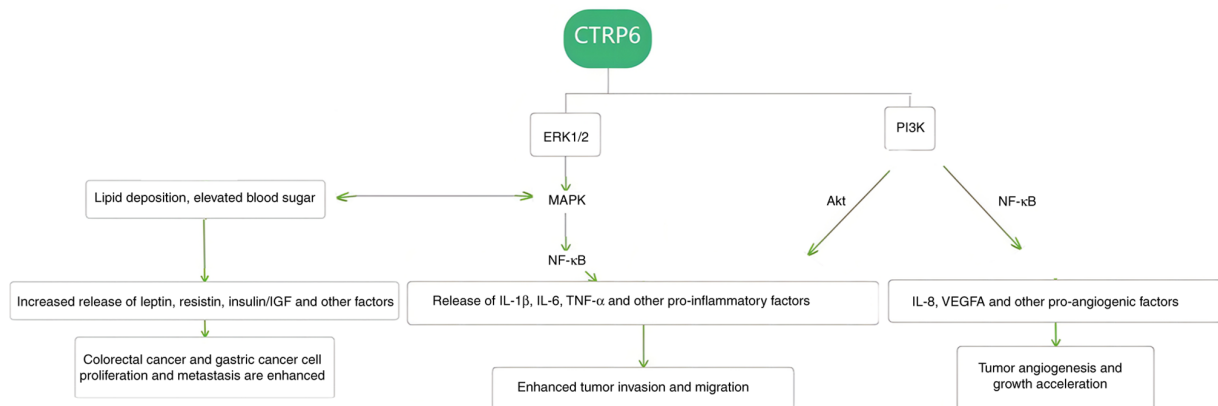 CTRP6
ERK1/2
PI3K
Lipid deposition, elevated blood sugar
MAPK
Akt
NF-κB
NF-κB
Increased release of leptin, resistin, insulin/IGF and other factors
Release of IL-1β, IL-6, TNF-α and other pro-inflammatory factors
IL-8, VEGFA and other pro-angiogenic factors
Colorectal cancer and gastric cancer cell
proliferation and metastasis are enhanced
Enhanced tumor invasion and migration
Tumor angiogenesis and
growth acceleration